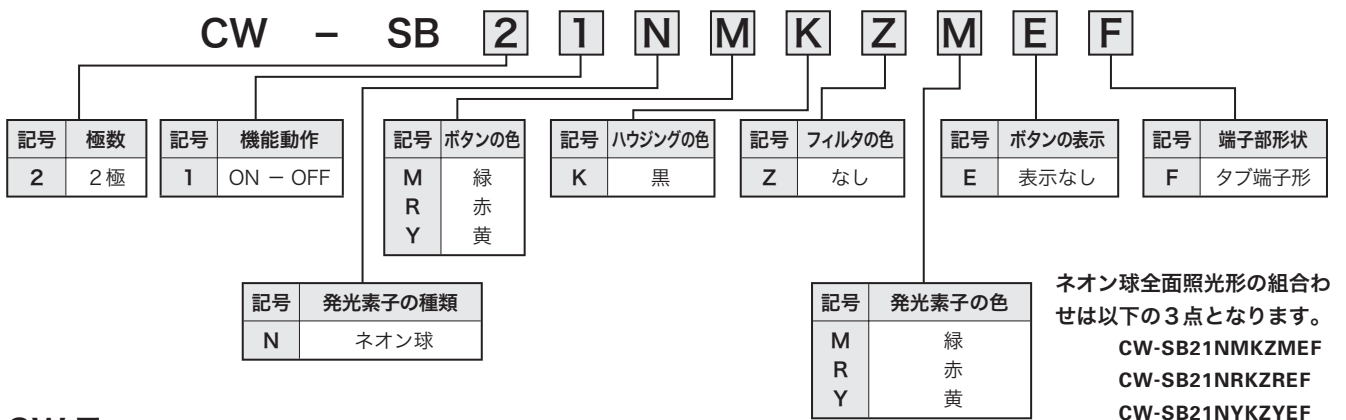 CW － SB 2 1 N M K Z M E F
記号 極数
2 2極
記号 機能動作
1 ON － OFF
記号 ボタンの色
M 緑
R 赤
Y 黄
記号 ハウジングの色
K 黒
記号 フィルタの色
Z なし
記号 ボタンの表示
E 表示なし
記号 端子部形状
F タブ端子形
記号 発光素子の種類
N ネオン球
記号 発光素子の色
M 緑
R 赤
Y 黄
ネオン球全面照光形の組合わ
せは以下の３点となります。
CW-SB21NMKZMEF
CW-SB21NRKZREF
CW-SB21NYKZYEF